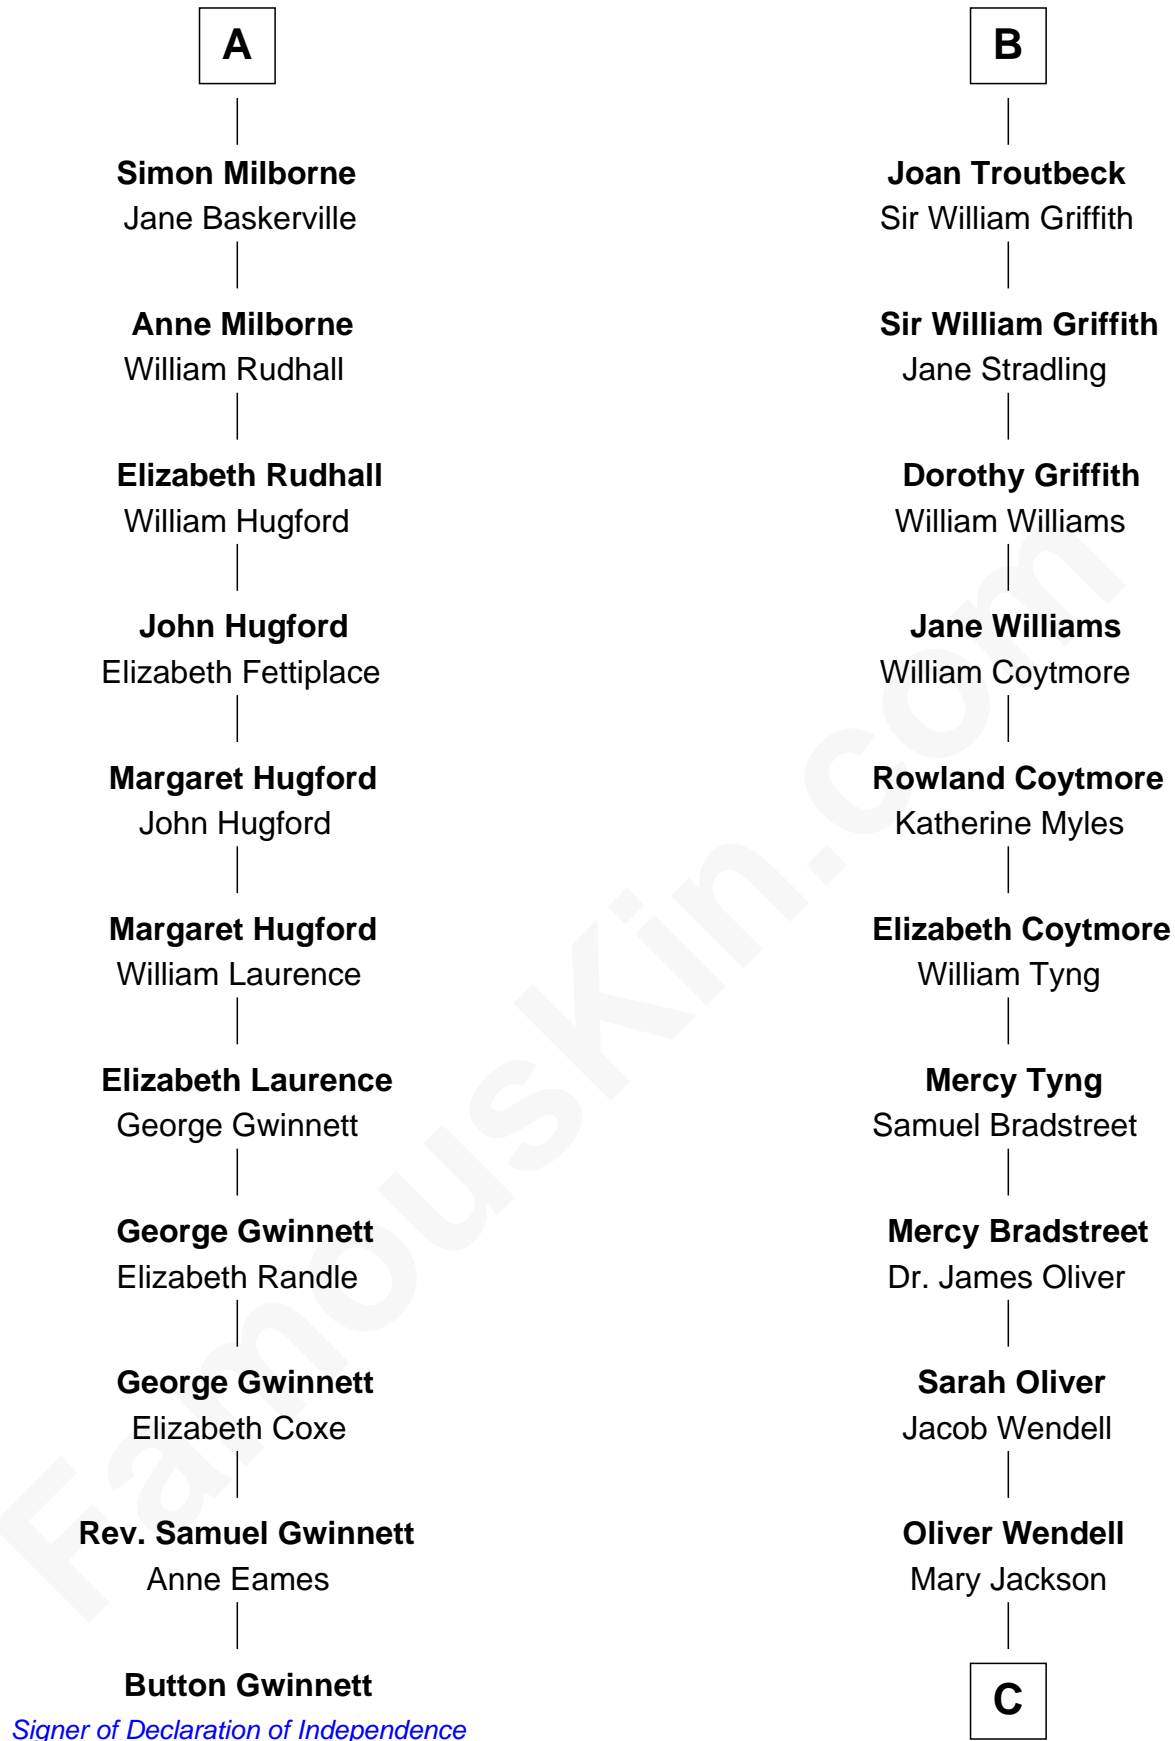 A
Simon Milborne
Jane Baskerville
Anne Milborne
William Rudhall
Elizabeth Rudhall
William Hugford
John Hugford
Elizabeth Fettiplace
Margaret Hugford
John Hugford
Margaret Hugford
William Laurence
Elizabeth Laurence
George Gwinnett
George Gwinnett
Elizabeth Randle
George Gwinnett
Elizabeth Coxe
Rev. Samuel Gwinnett
Anne Eames
Button Gwinnett
Signer of Declaration of Independence
B
Joan Troutbeck
Sir William Griffith
Sir William Griffith
Jane Stradling
Dorothy Griffith
William Williams
Jane Williams
William Coytmore
Rowland Coytmore
Katherine Myles
Elizabeth Coytmore
William Tyng
Mercy Tyng
Samuel Bradstreet
Mercy Bradstreet
Dr. James Oliver
Sarah Oliver
Jacob Wendell
Oliver Wendell
Mary Jackson
C
FamousKin.com